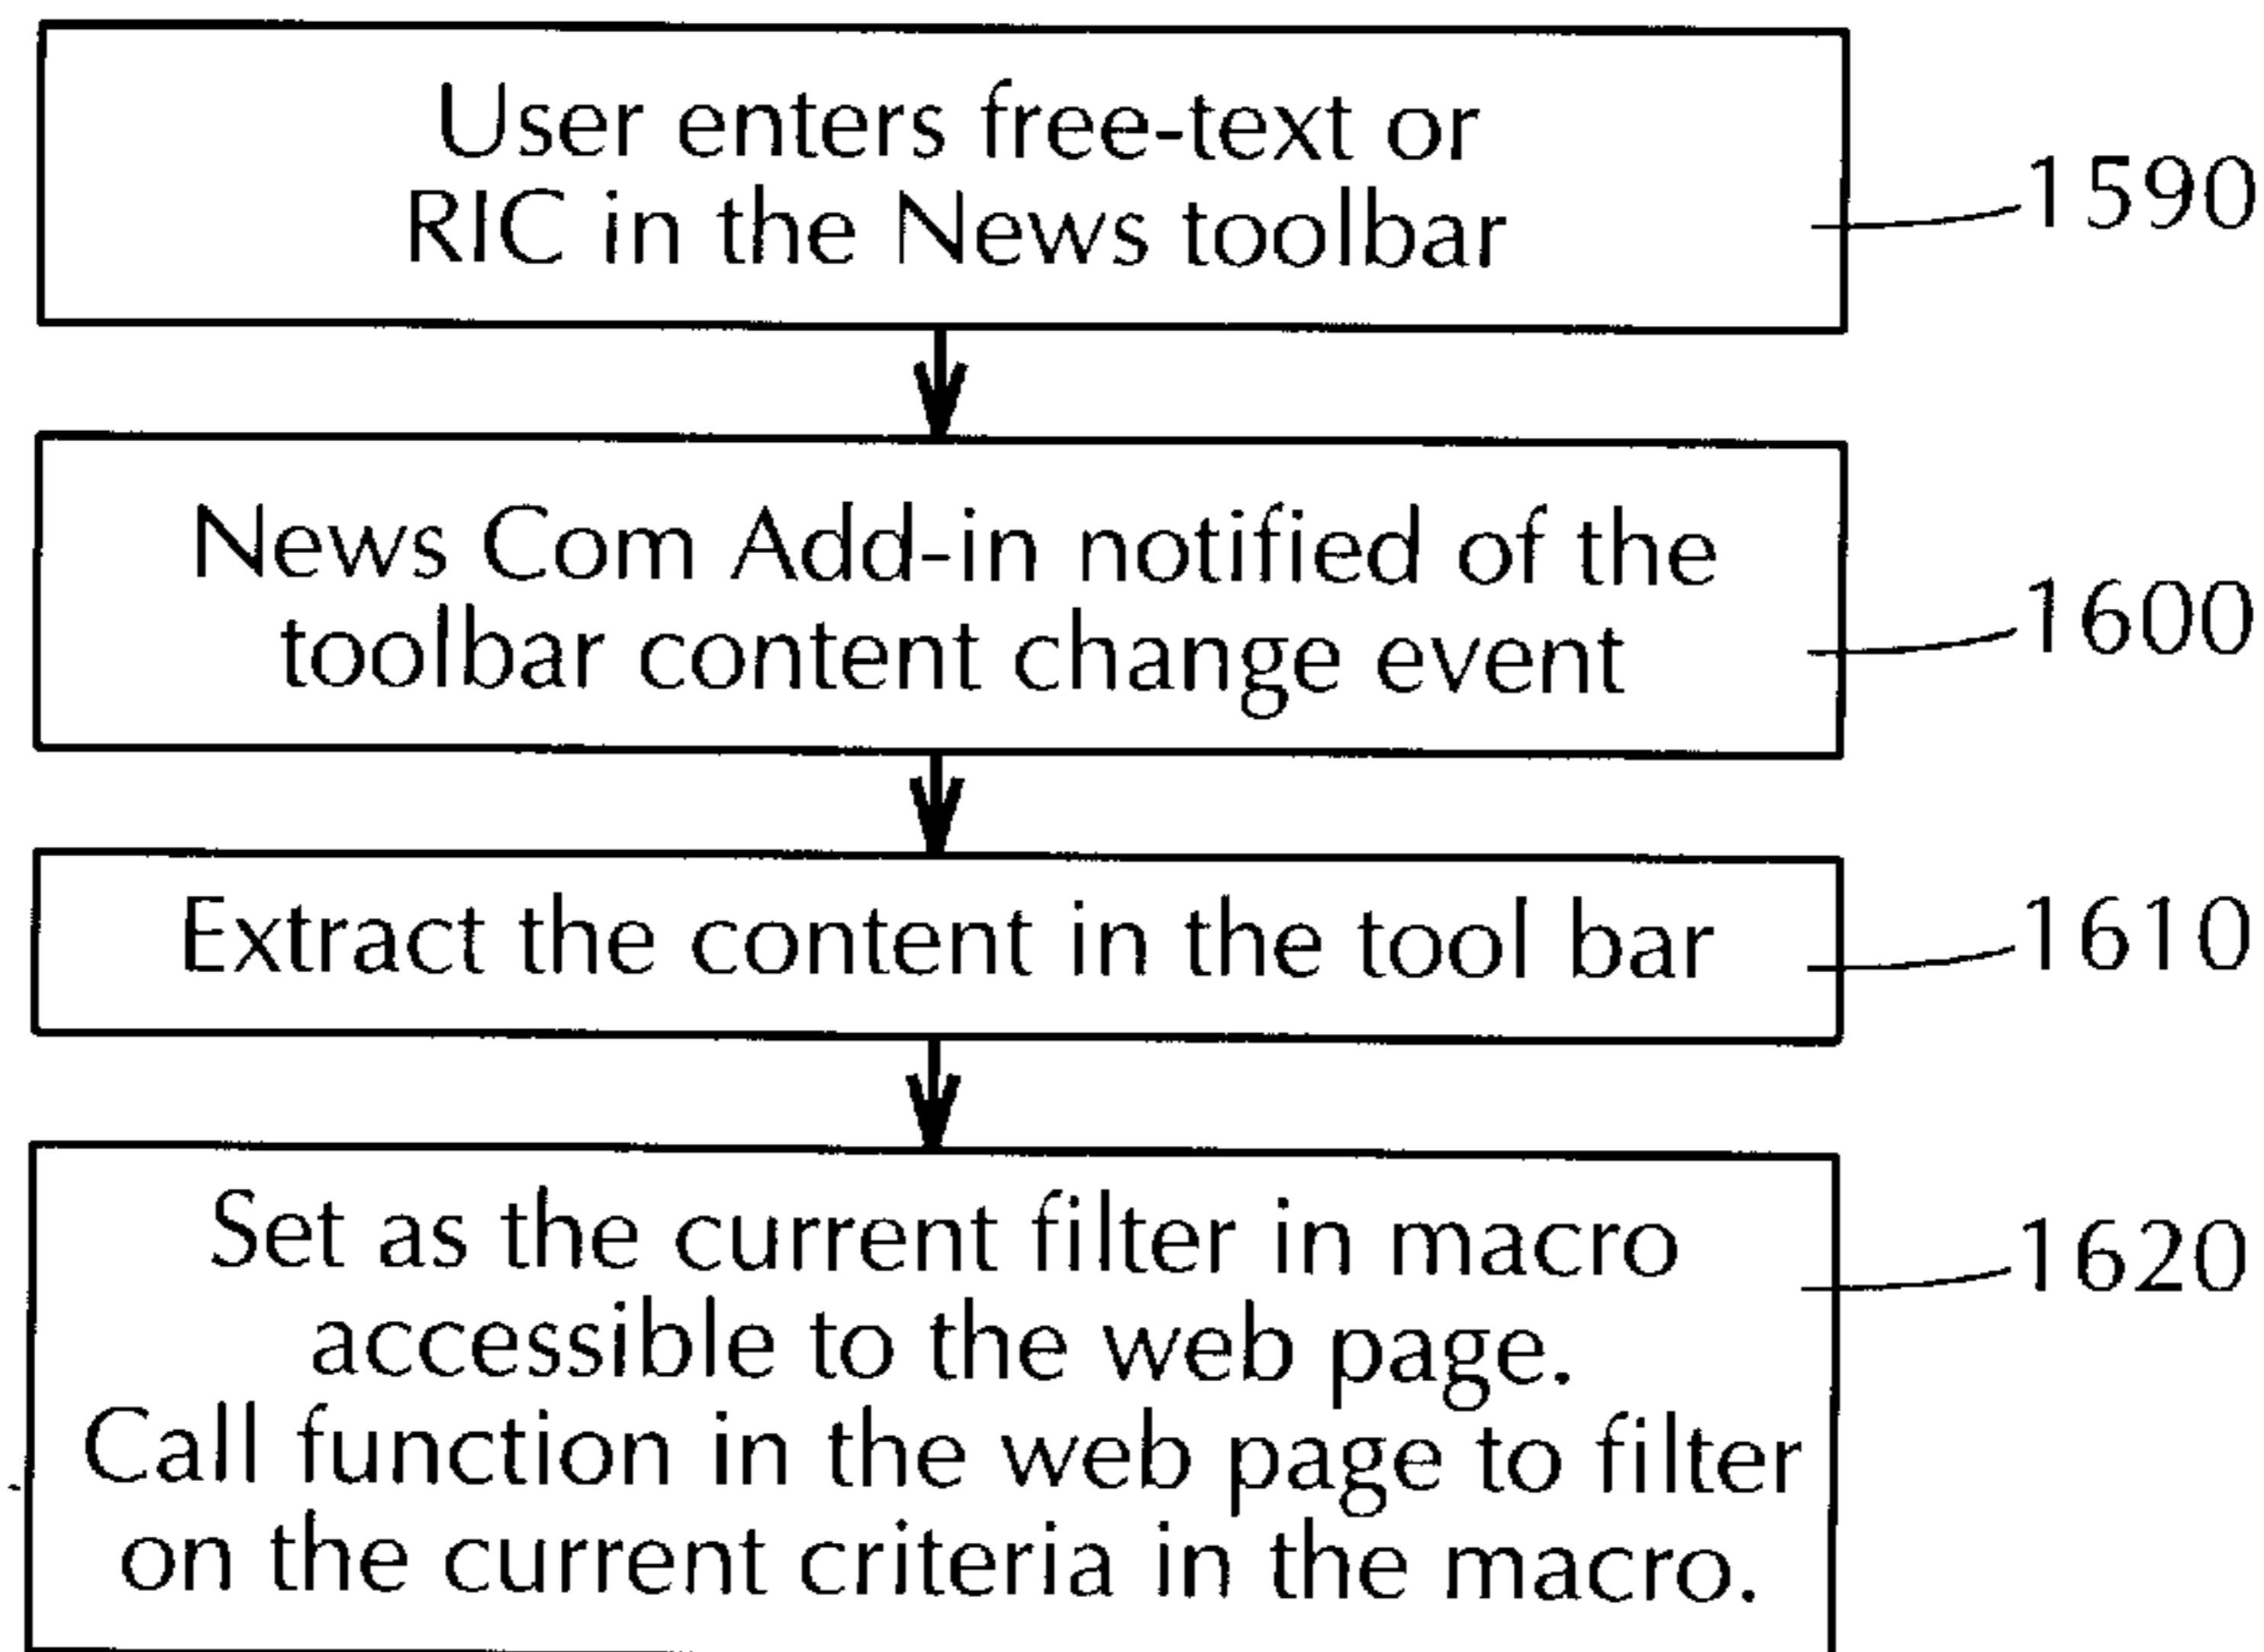 User enters free-text or
RIC in the News toolbar
1590
News Com Add-in notified of the
toolbar content change event
1600
Extract the content in the tool bar
1610
Set as the current filter in macro
accessible to the web page.
Call function in the web page to filter
on the current criteria in the macro.
1620